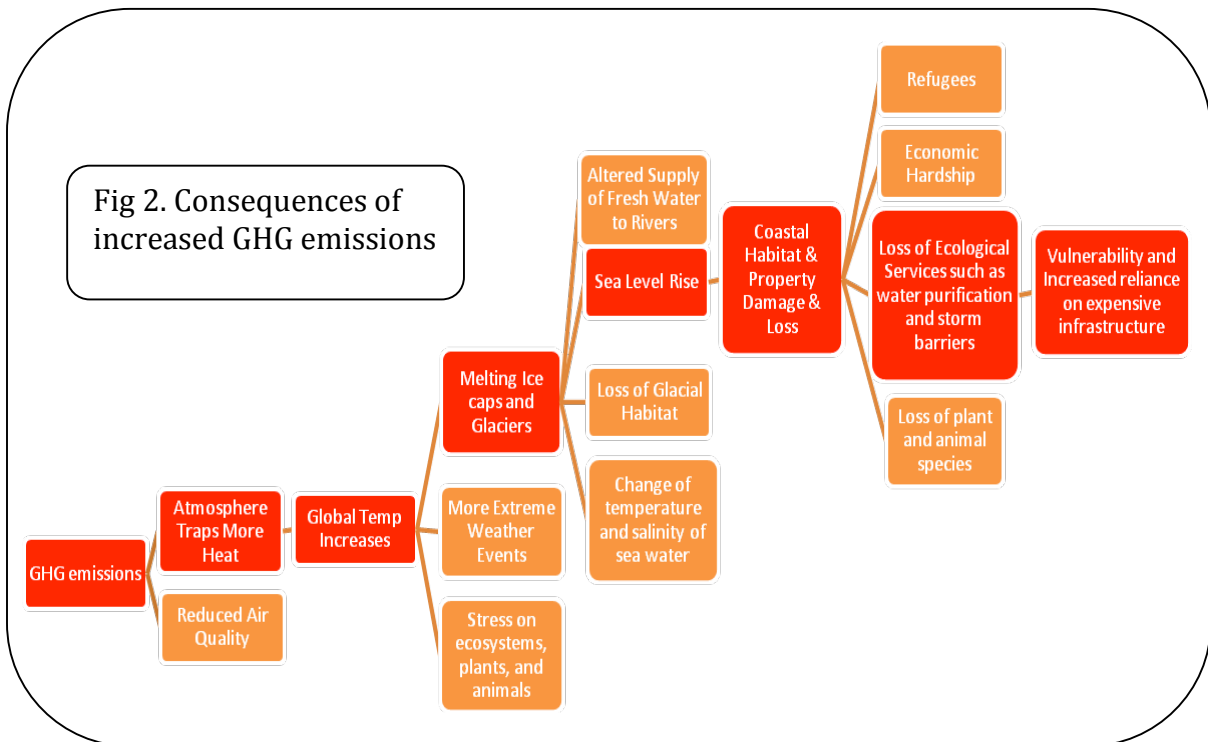 Fig 2. Consequences of
increased GHG emissions
GHG emissions
Atmosphere
Traps More
Heat
Reduced Air
Quality
Global Temp
Increases
Melting Ice
caps and
Glaciers
More Extreme
Weather
Events
Stress on
ecosystems,
plants, and
animals
Altered Supply
of Fresh Water
to Rivers
Sea Level Rise
Loss of Glacial
Habitat
Change of
temperature
and salinity of
sea water
Coastal
Habitat &
Property
Damage &
Loss
Refugees
Economic
Hardship
Loss of Ecological
Services such as
water purification
and storm
barriers
Loss of plant
and animal
species
Vulnerability and
Increased reliance
on expensive
infrastructure